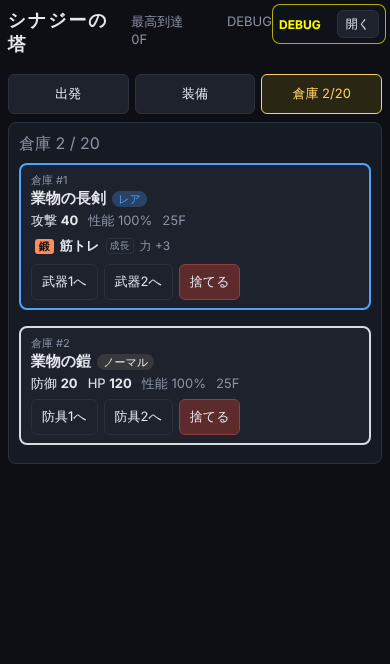 シナジーの
塔
最高到達
0F
DEBUG
DEBUG
開く
出発
装備
倉庫 2/20
倉庫 2 / 20
倉庫 #1
業物の長剣 レア
攻撃 40 性能 100% 25F
鍛 筋トレ 成長 力 +3
武器1へ 武器2へ 捨てる
倉庫 #2
業物の鎧 ノーマル
防御 20 HP 120 性能 100% 25F
防具1へ 防具2へ 捨てる